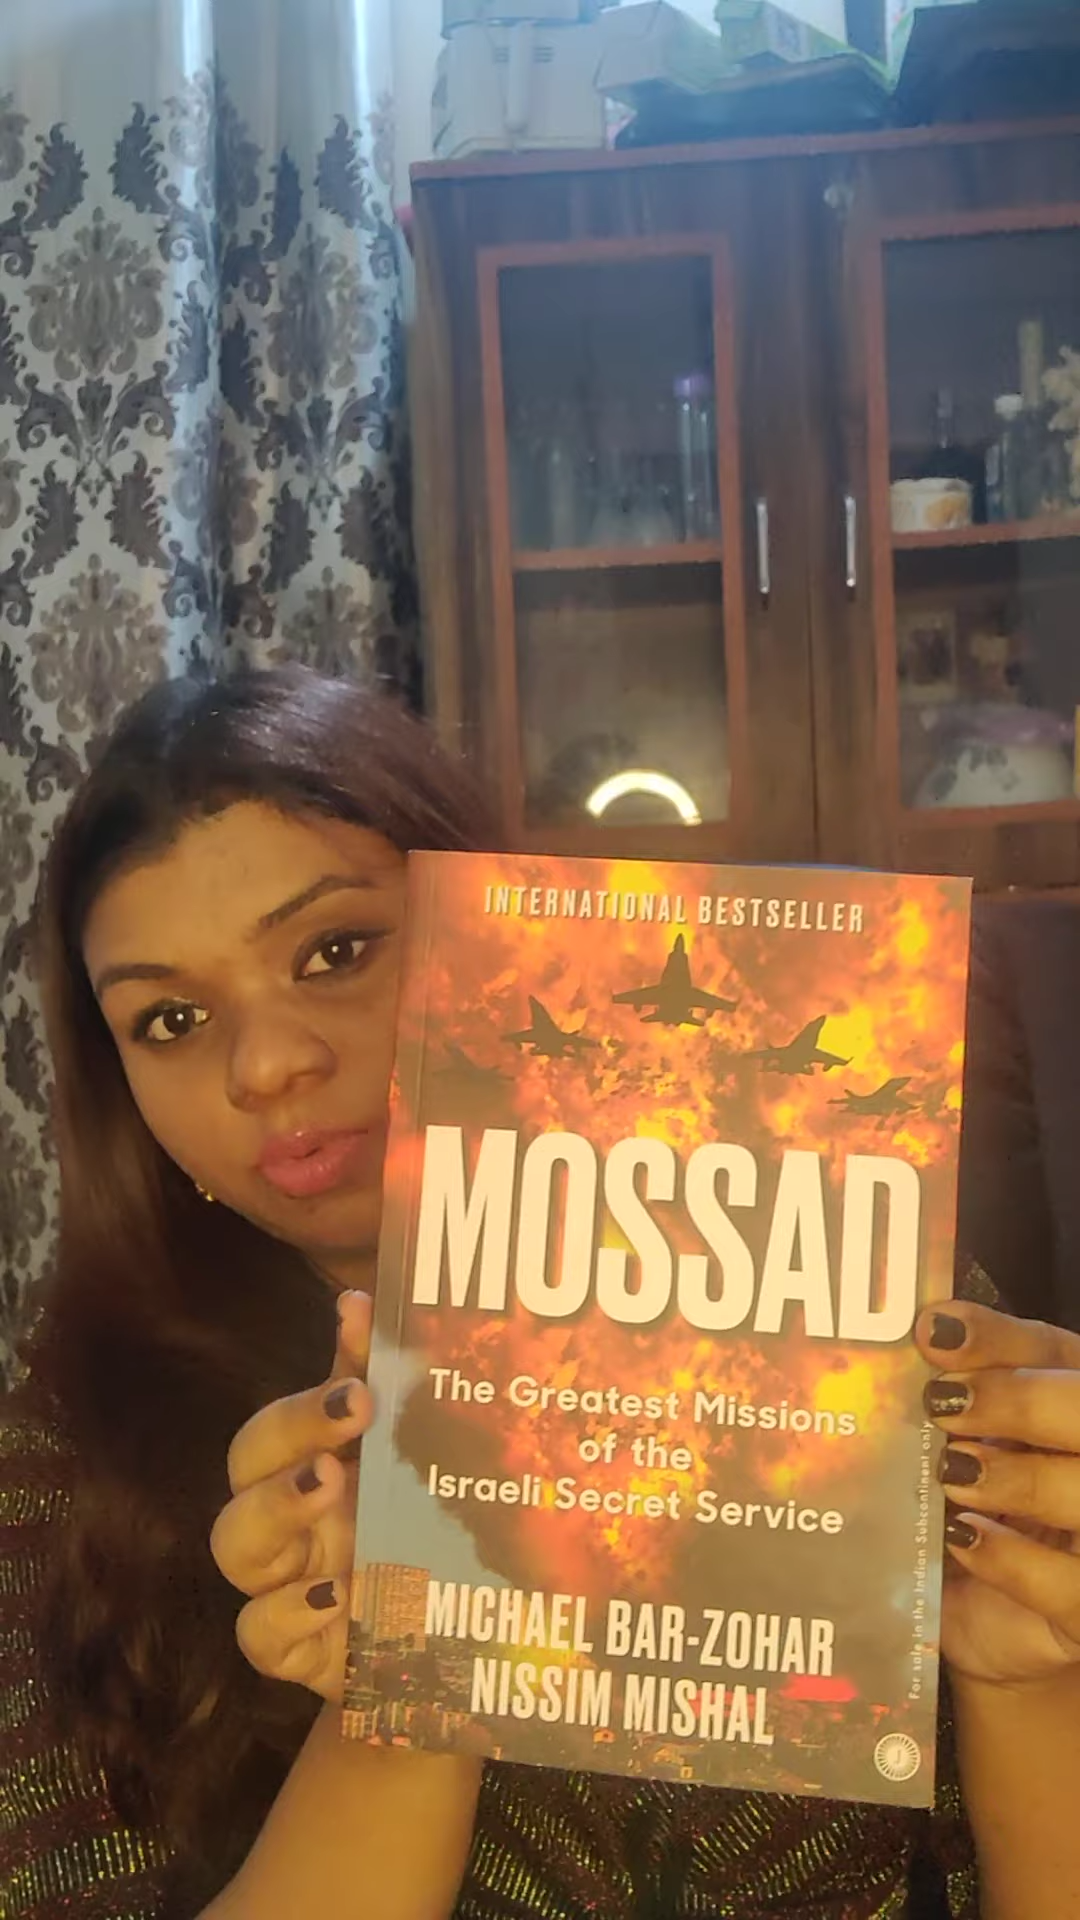 INTERNATIONAL BESTSELLER
MOSSAD
The Greatest Missions
of the
Israeli Secret Service
MICHAEL BAR-ZOHAR
NISSIM MISHAL
For sale in the Indian Subcontinent only
J